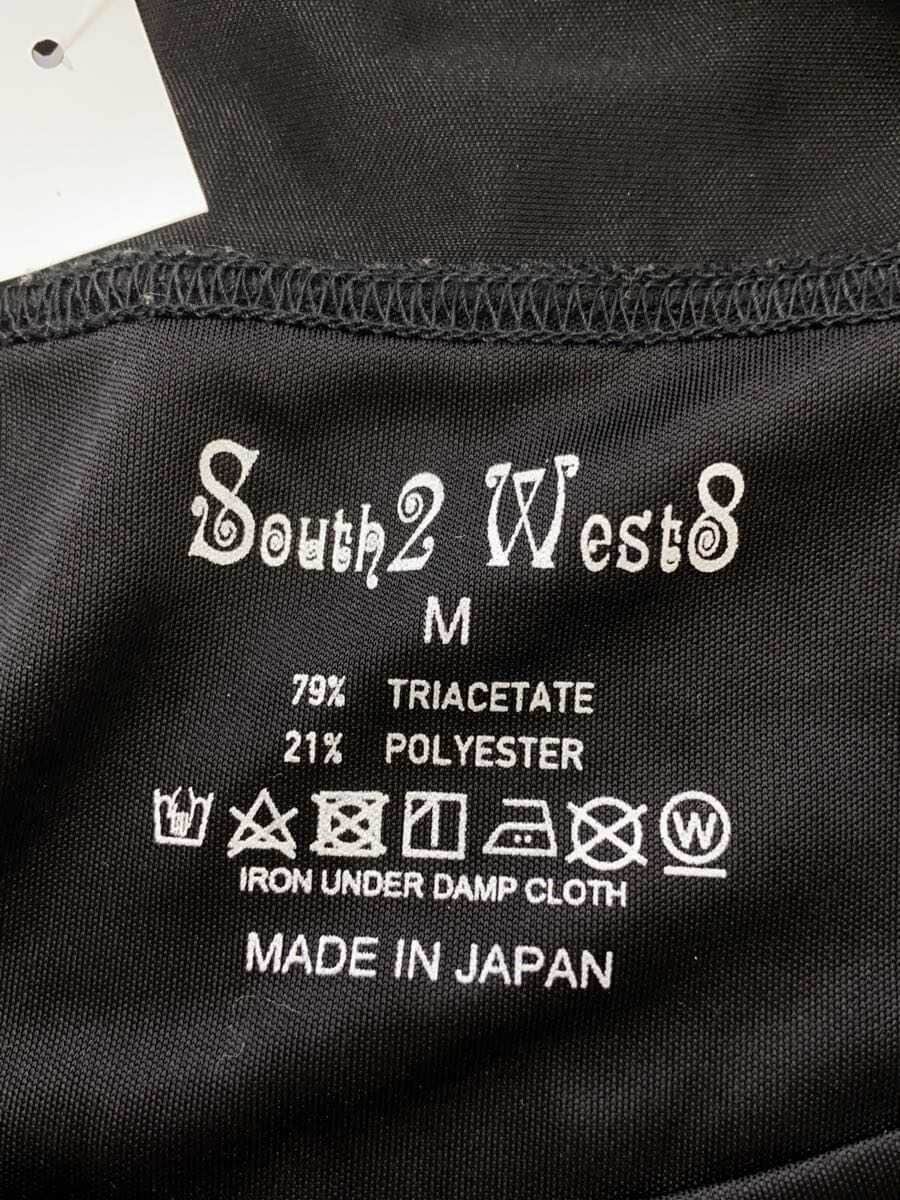 South2 West8
M
79% TRIACETATE
21% POLYESTER
W
IRON UNDER DAMP CLOTH
MADE IN JAPAN